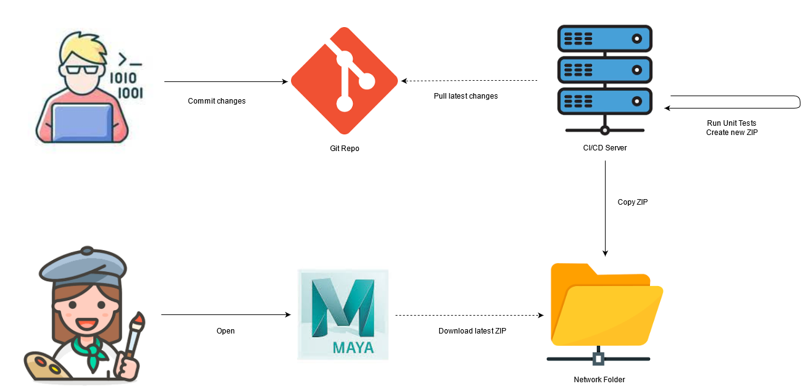 >_
1010
1001
Commit changes
Pull latest changes
Git Repo
CI/CD Server
Run Unit Tests
Create new ZIP
Copy ZIP
Open
M
MAYA
Download latest ZIP
Network Folder